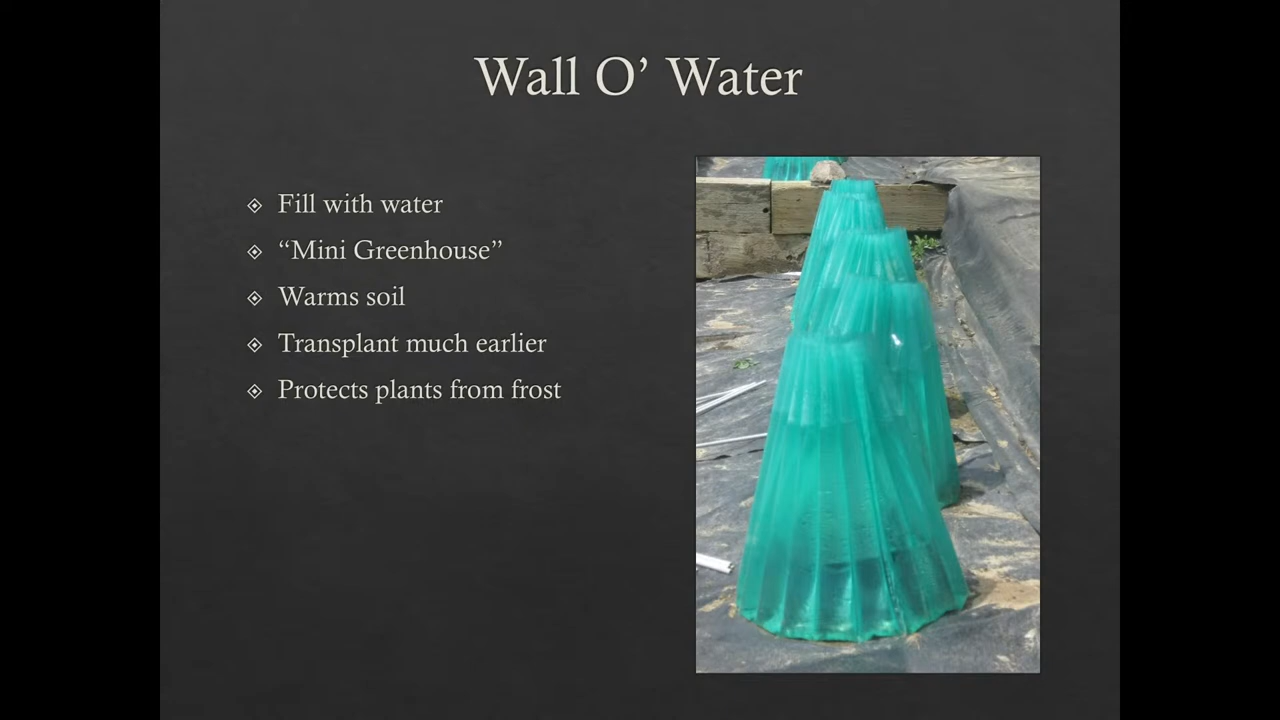 Wall O’ Water
Fill with water
“Mini Greenhouse”
Warms soil
Transplant much earlier
Protects plants from frost